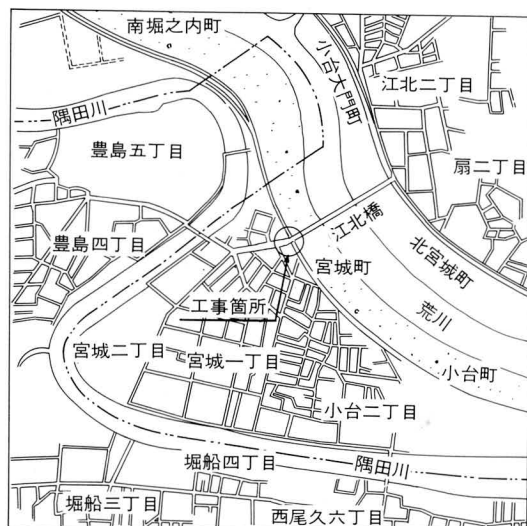 南堀之内町
小台大門町
江北二丁目
隅田川
豊島五丁目
扇二丁目
豊島四丁目
江北橋
宮城町
北宮城町
工事箇所
荒川
宮城二丁目
宮城一丁目
小台町
小台二丁目
堀船四丁目
隅田川
堀船三丁目
西尾久六丁目